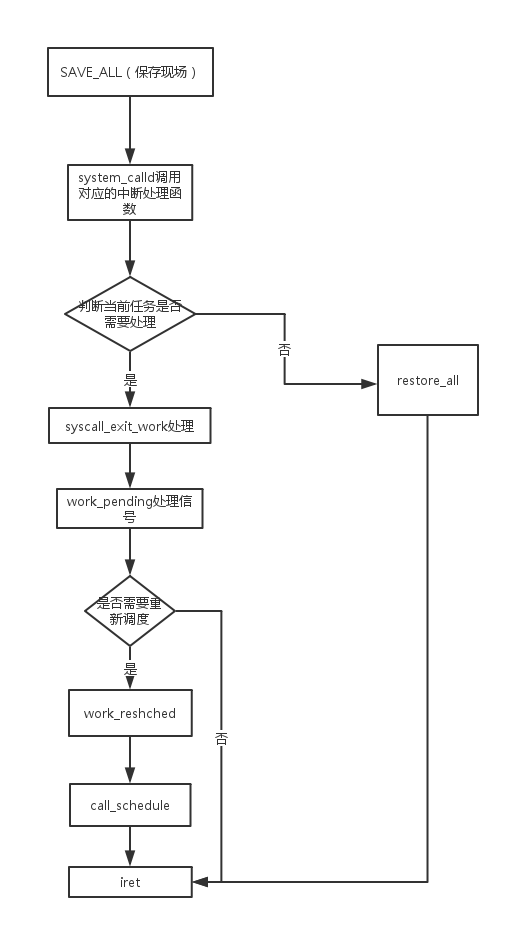 SAVE_ALL（保存现场）
system_calld调用
对应的中断处理函
数
判断当前任务是否
需要处理
否
restore_all
是
syscall_exit_work处理
work_pending处理信
号
是否需要重
新调度
是
work_reshched
否
call_schedule
iret